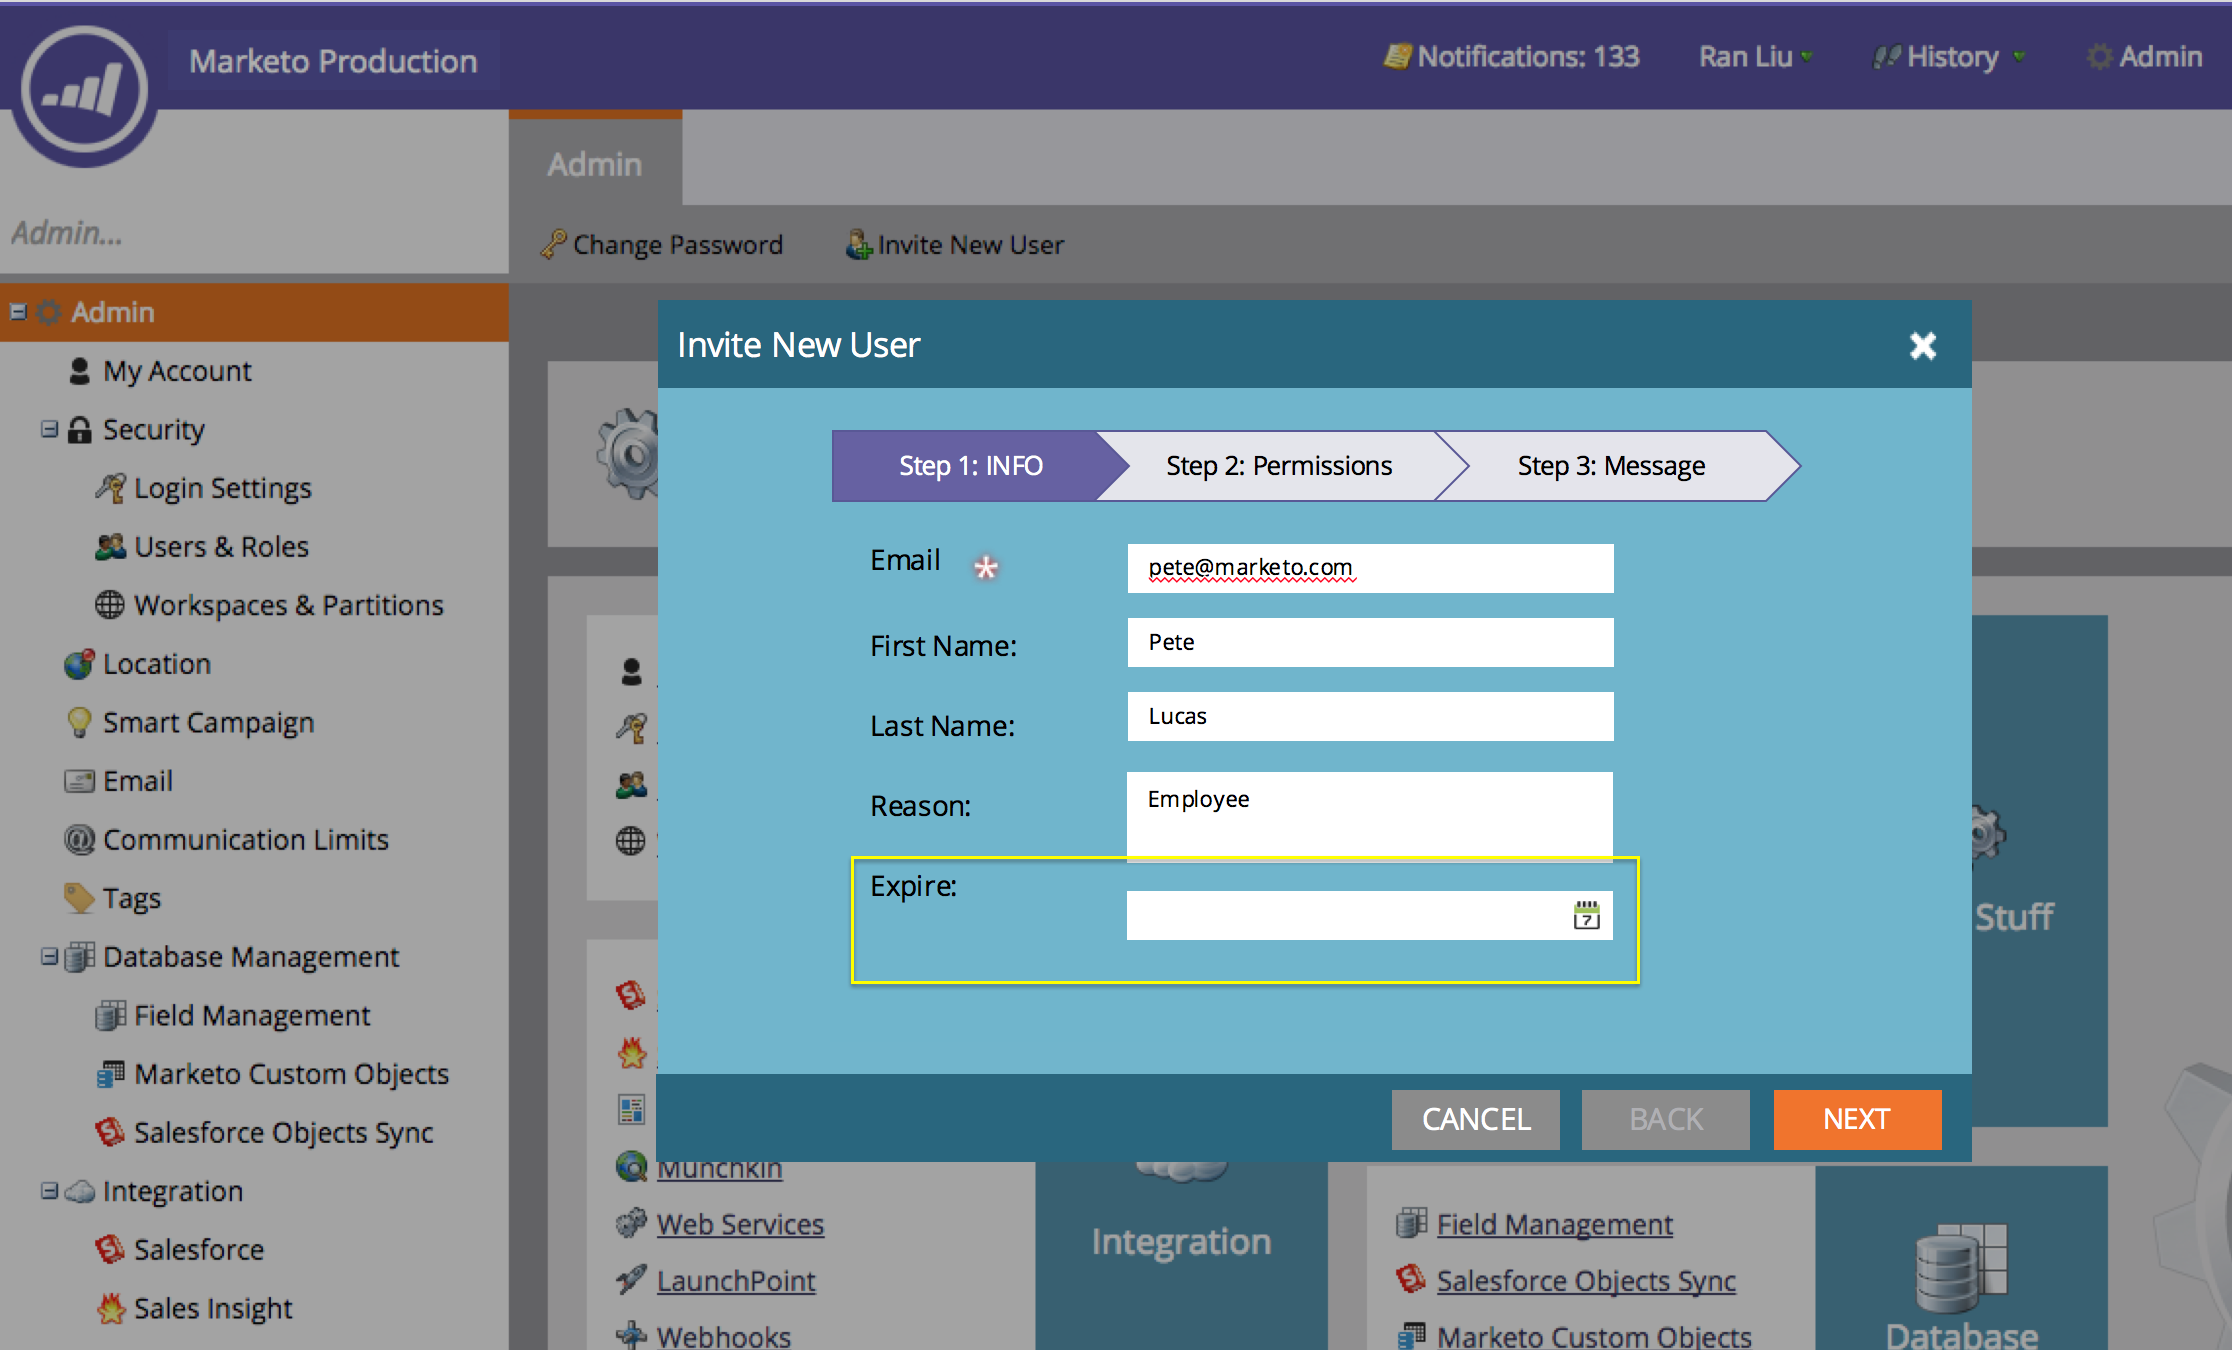 Marketo Production
Notifications: 133
Ran Liu
History
Admin
Admin...
Admin
Change Password
Invite New User
Admin
My Account
Security
Login Settings
Users & Roles
Workspaces & Partitions
Location
Smart Campaign
Email
Communication Limits
Tags
Database Management
Field Management
Marketo Custom Objects
Salesforce Objects Sync
Integration
Salesforce
Sales Insight
Invite New User
Step 1: INFO
Step 2: Permissions
Step 3: Message
Email *
pete@marketo.com
First Name:
Pete
Last Name:
Lucas
Reason:
Employee
Expire:
7
CANCEL
BACK
NEXT
Stuff
Munchkin
Web Services
LaunchPoint
Webhooks
Integration
Field Management
Salesforce Objects Sync
Marketo Custom Objects
Database